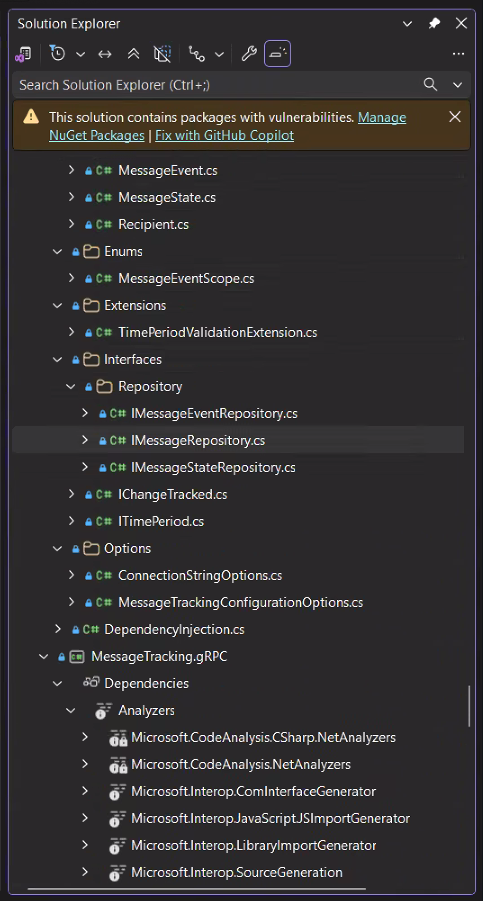 Solution Explorer
Search Solution Explorer (Ctrl+;)
This solution contains packages with vulnerabilities. Manage
NuGet Packages | Fix with GitHub Copilot
C# MessageEvent.cs
C# MessageState.cs
C# Recipient.cs
Enums
C# MessageEventScope.cs
Extensions
C# TimePeriodValidationExtension.cs
Interfaces
Repository
C# IMessageEventRepository.cs
C# IMessageRepository.cs
C# IMessageStateRepository.cs
C# IChangeTracked.cs
C# ITimePeriod.cs
Options
C# ConnectionStringOptions.cs
C# MessageTrackingConfigurationOptions.cs
C# DependencyInjection.cs
C# MessageTracking.gRPC
Dependencies
Analyzers
Microsoft.CodeAnalysis.CSharp.NetAnalyzers
Microsoft.CodeAnalysis.NetAnalyzers
Microsoft.Interop.ComInterfaceGenerator
Microsoft.Interop.JavaScript.JSImportGenerator
Microsoft.Interop.LibraryImportGenerator
Microsoft.Interop.SourceGeneration